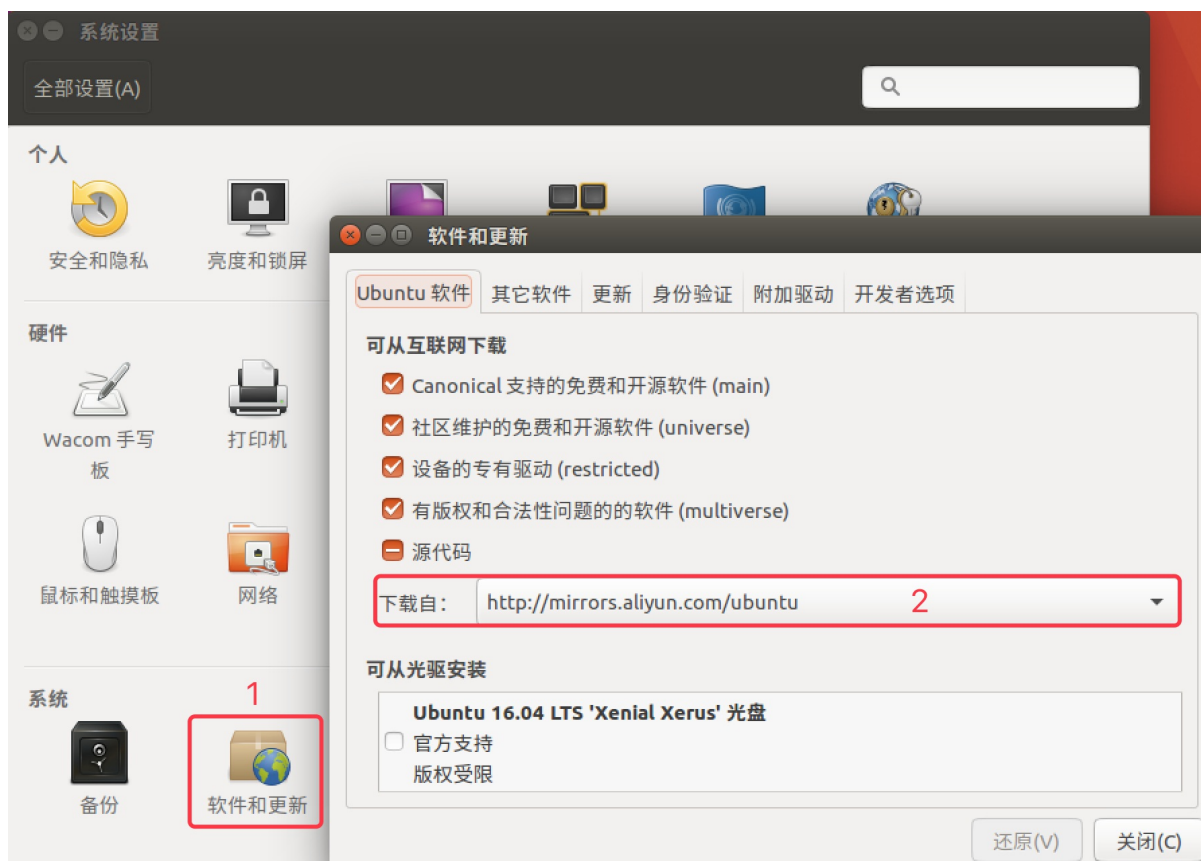 系统设置
全部设置(A)
个人
安全和隐私
亮度和锁屏
硬件
Wacom 手写
板
打印机
鼠标和触摸板
网络
系统
1
备份
软件和更新
软件和更新
Ubuntu 软件
其它软件
更新
身份验证
附加驱动
开发者选项
可从互联网下载
Canonical 支持的免费和开源软件 (main)
社区维护的免费和开源软件 (universe)
设备的专有驱动 (restricted)
有版权和合法性问题的的软件 (multiverse)
源代码
下载自： http://mirrors.aliyun.com/ubuntu 2
可从光驱安装
Ubuntu 16.04 LTS 'Xenial Xerus' 光盘
官方支持
版权受限
还原(V)
关闭(C)